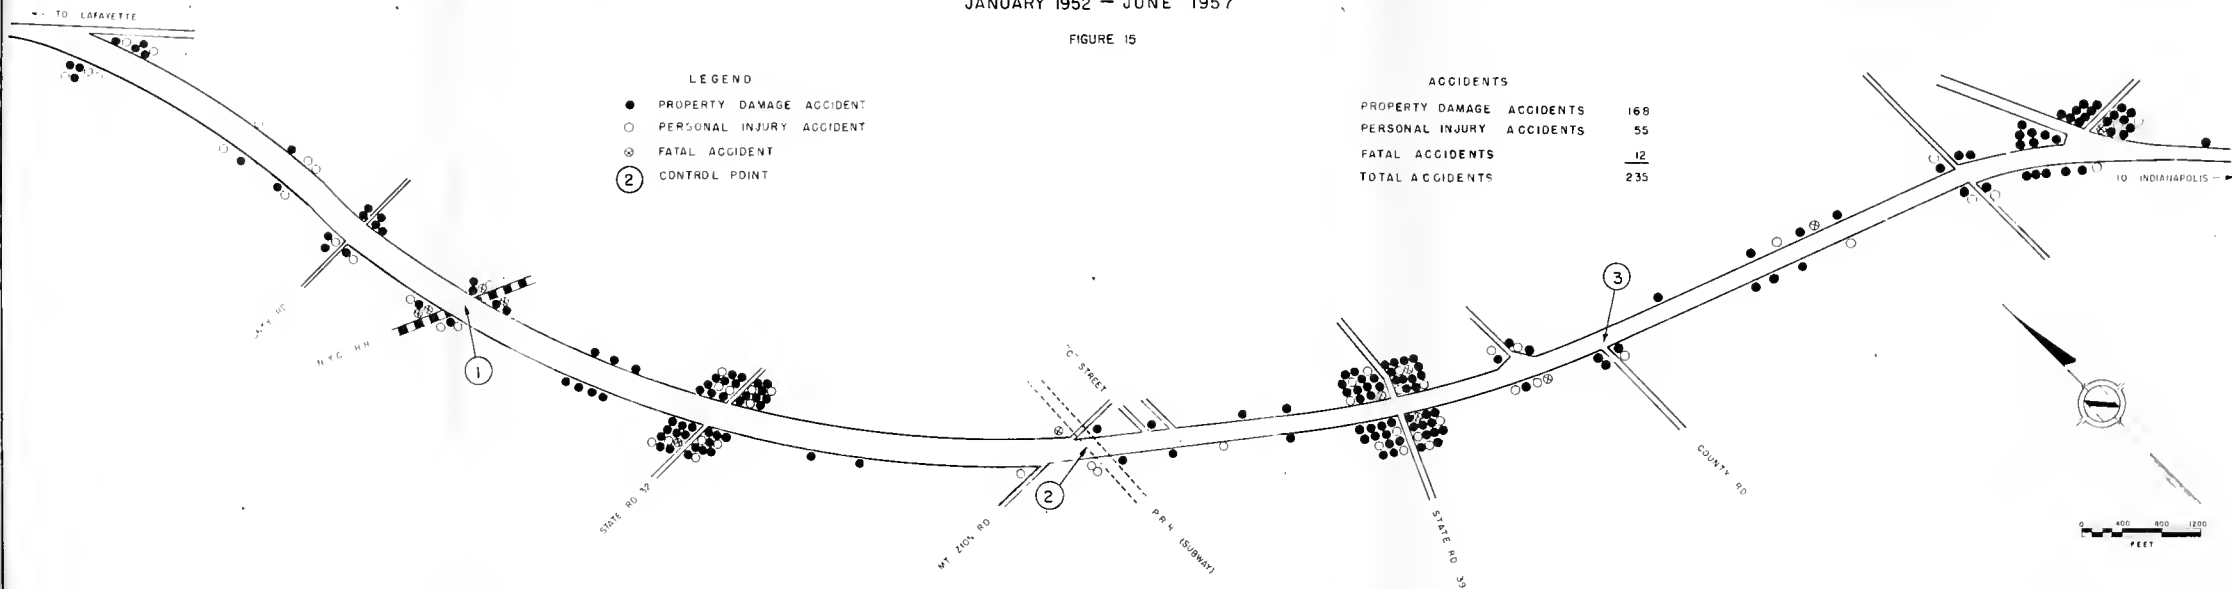 JANUARY 1952 — JUNE 1957
FIGURE 15
← TO LAFAYETTE
LEGEND
PROPERTY DAMAGE ACCIDENT
PERSONAL INJURY ACCIDENT
FATAL ACCIDENT
2 CONTROL POINT
ACCIDENTS
PROPERTY DAMAGE ACCIDENTS 168
PERSONAL INJURY ACCIDENTS 55
FATAL ACCIDENTS 12
TOTAL ACCIDENTS 235
TO INDIANAPOLIS →
RD
N Y C RR
1
STATE RD 32
"C" STREET
2
MT ZION RD
P R R (SUBWAY)
STATE RD 39
3
COUNTY RD
0 400 800 1200
FEET